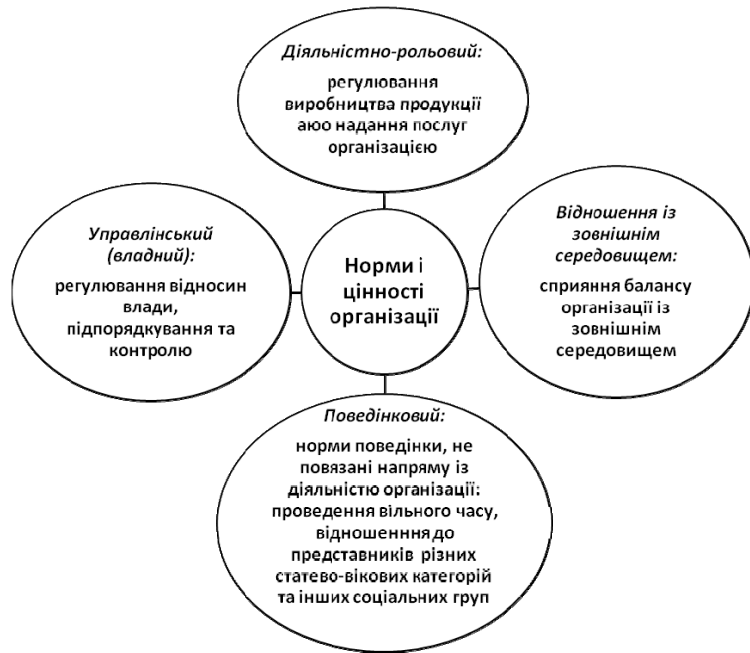 Діяльністно-рольовий:
регулювання
виробництва продукції
або надання послуг
організацією
Управлінський
(владний):
регулювання відносин
влади,
підпорядкування та
контролю
Норми і
цінності
організації
Відношення із
зовнішнім
середовищем:
сприяння балансу
організації із
зовнішнім
середовищем
Поведінковий:
норми поведінки, не
повязані напряму із
діяльністю організації:
проведення вільного часу,
відношенння до
представників різних
статево-вікових категорій
та інших соціальних груп